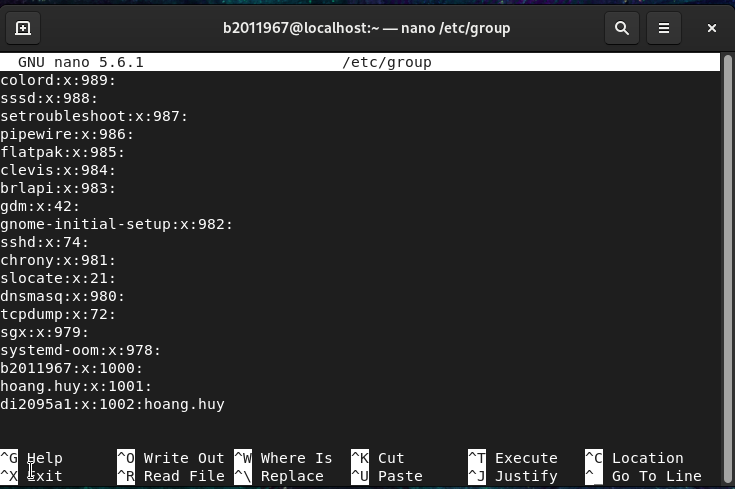 b2011967@localhost:~ — nano /etc/group
GNU nano 5.6.1 /etc/group
colord:x:989:
sssd:x:988:
setroubleshoot:x:987:
pipewire:x:986:
flatpak:x:985:
clevis:x:984:
brlapi:x:983:
gdm:x:42:
gnome-initial-setup:x:982:
sshd:x:74:
chrony:x:981:
slocate:x:21:
dnsmasq:x:980:
tcpdump:x:72:
sgx:x:979:
systemd-oom:x:978:
b2011967:x:1000:
hoang.huy:x:1001:
di2095a1:x:1002:hoang.huy
^G Help ^O Write Out ^W Where Is ^K Cut ^T Execute ^C Location
^X Exit ^R Read File ^\ Replace ^U Paste ^J Justify ^_ Go To Line